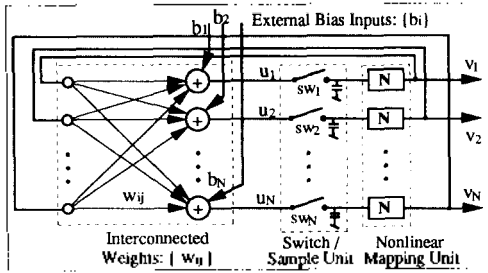 External Bias Inputs: {bi}
b1
b2
u1
sw1
N
v1
u2
sw2
N
v2
wij
bN
uN
swN
N
vN
Interconnected
Weights: { wij }
Switch /
Sample Unit
Nonlinear
Mapping Unit